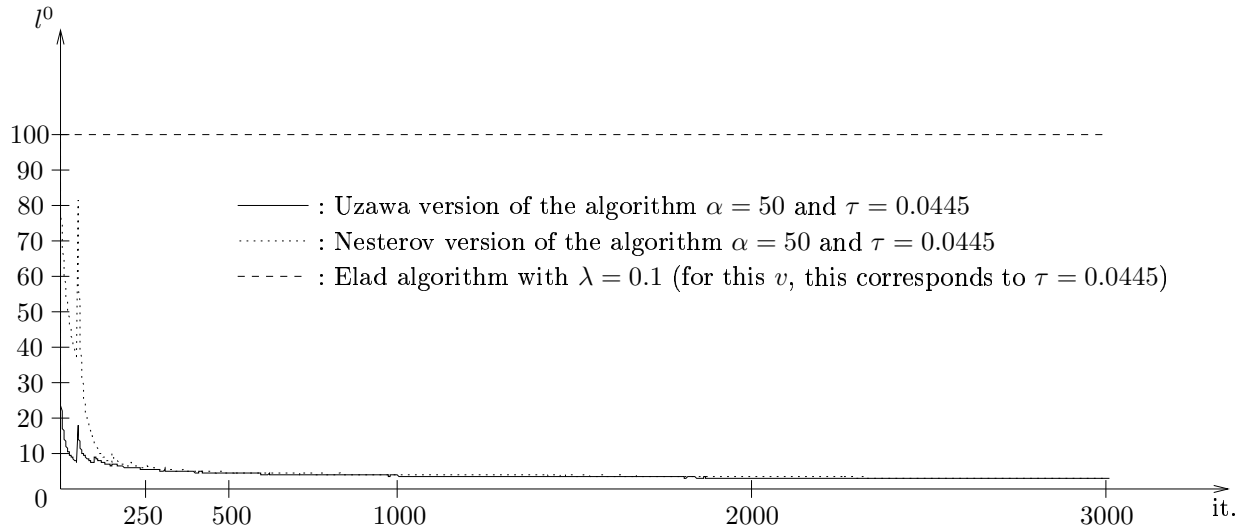 l⁰
100
90
80
70
60
50
40
30
20
10
0
: Uzawa version of the algorithm α = 50 and τ = 0.0445
: Nesterov version of the algorithm α = 50 and τ = 0.0445
: Elad algorithm with λ = 0.1 (for this v, this corresponds to τ = 0.0445)
250 500 1000 2000 3000 it.